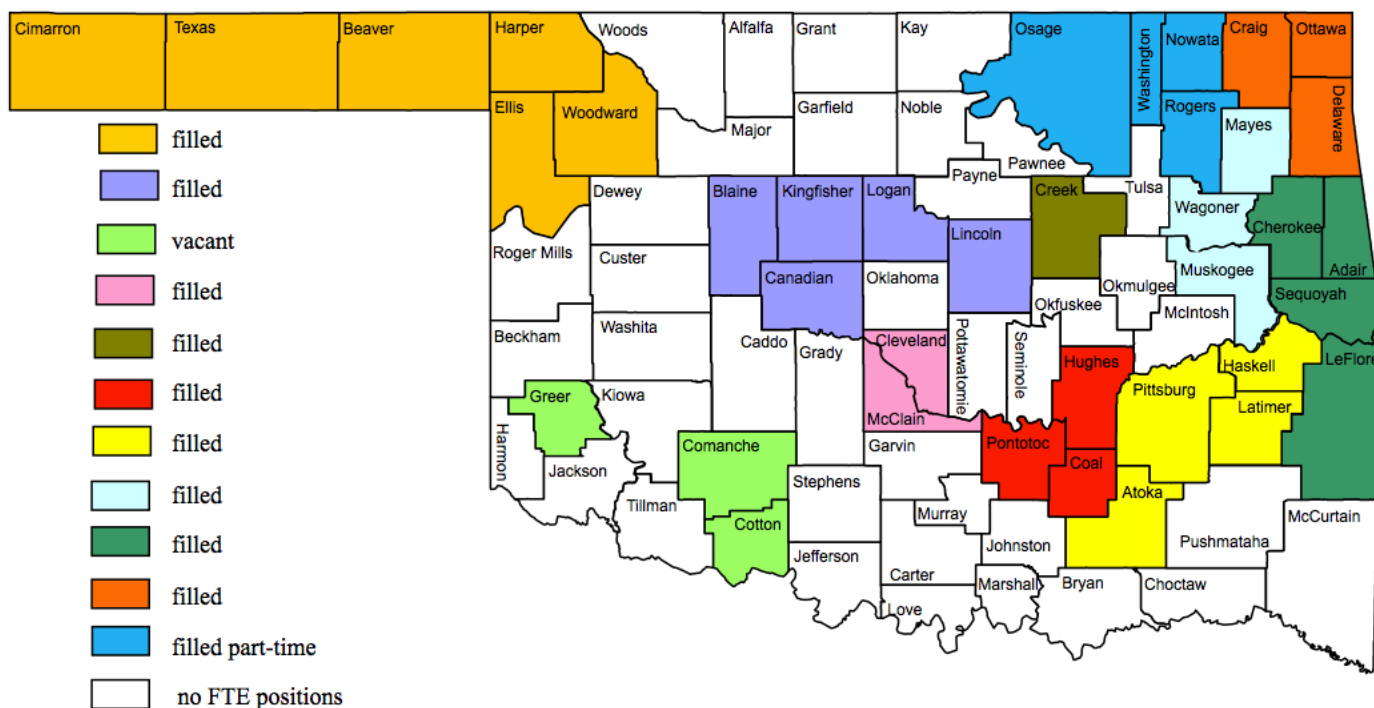 Cimarron
Texas
Beaver
Harper
Woods
Alfalfa
Grant
Kay
Osage
Washington
Nowata
Craig
Ottawa
Ellis
Woodward
Major
Garfield
Noble
Pawnee
Rogers
Mayes
Delaware
Dewey
Blaine
Kingfisher
Logan
Payne
Creek
Tulsa
Wagoner
Cherokee
Adair
Roger Mills
Custer
Canadian
Oklahoma
Lincoln
Okmulgee
Muskogee
Sequoyah
Beckham
Washita
Caddo
Grady
Cleveland
Pottawatomie
Seminole
Okfuskee
McIntosh
Hughes
Pittsburg
Haskell
LeFlore
Latimer
Greer
Kiowa
McClain
Harmon
Jackson
Comanche
Garvin
Pontotoc
Coal
Atoka
Tillman
Cotton
Stephens
Murray
Johnston
Pushmataha
McCurtain
Jefferson
Carter
Love
Marshall
Bryan
Choctaw
filled
filled
vacant
filled
filled
filled
filled
filled
filled
filled
filled part-time
no FTE positions